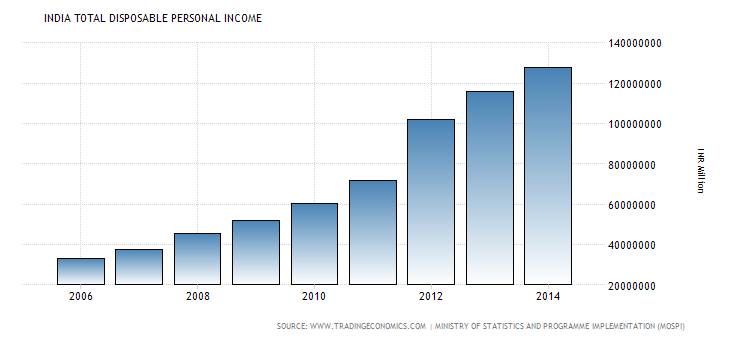 INDIA TOTAL DISPOSABLE PERSONAL INCOME
140000000
120000000
100000000
80000000
60000000
40000000
20000000
INR Million
2006 2008 2010 2012 2014
SOURCE: WWW.TRADINGECONOMICS.COM | MINISTRY OF STATISTICS AND PROGRAMME IMPLEMENTATION (MOSPI)